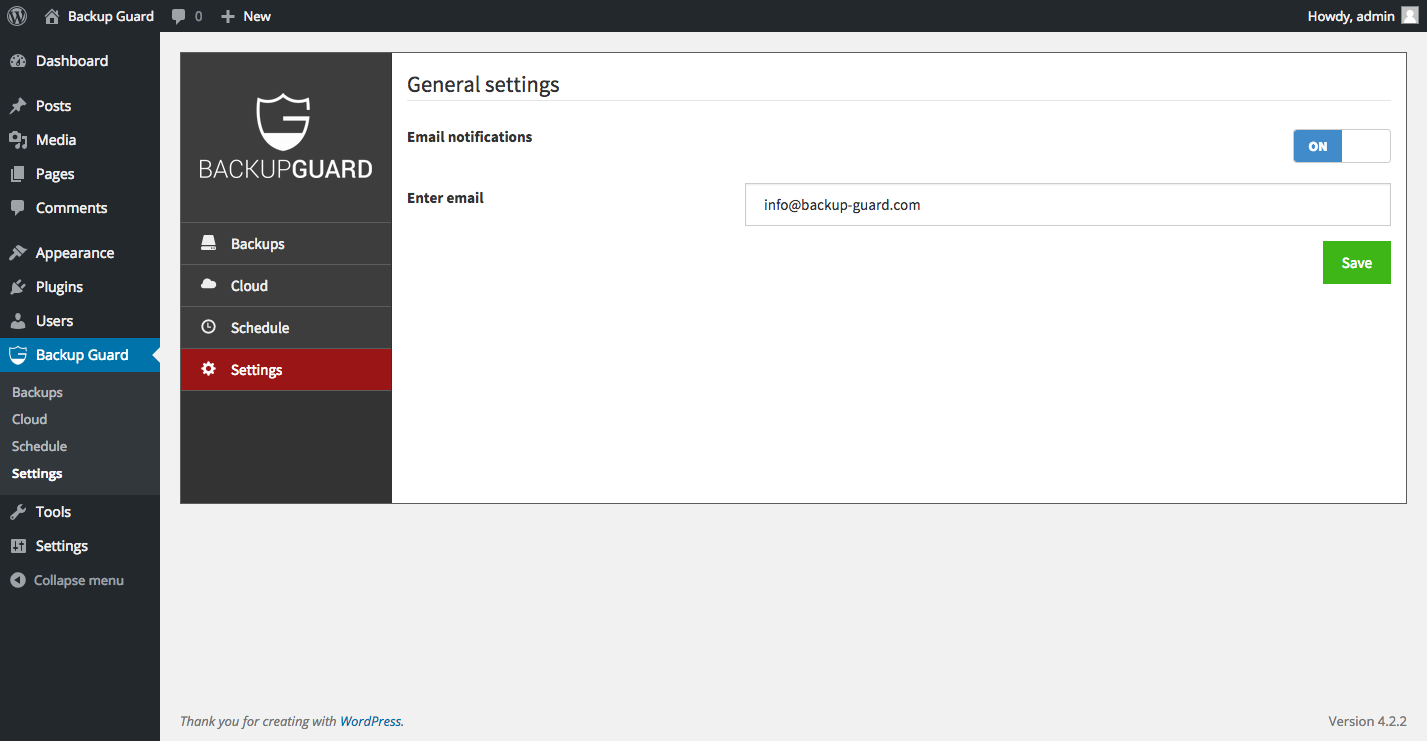 Backup Guard 0 New Howdy, admin
Dashboard
Posts
Media
Pages
Comments
Appearance
Plugins
Users
Backup Guard
Backups
Cloud
Schedule
Settings
Tools
Settings
Collapse menu
BACKUPGUARD
Backups
Cloud
Schedule
Settings
General settings
Email notifications
ON
Enter email
info@backup-guard.com
Save
Thank you for creating with WordPress.
Version 4.2.2